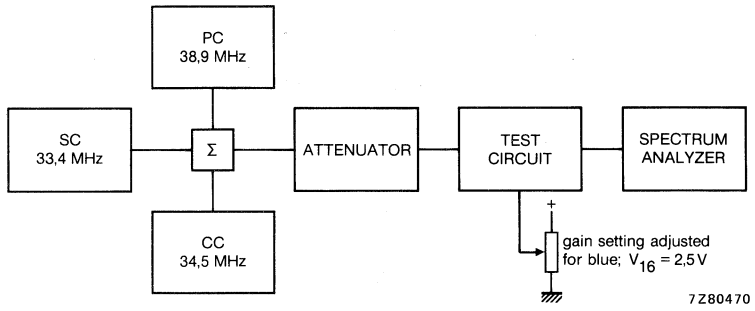 PC
38,9 MHz
SC
33,4 MHz
Σ
ATTENUATOR
TEST
CIRCUIT
SPECTRUM
ANALYZER
CC
34,5 MHz
+
gain setting adjusted
for blue; V16 = 2,5 V
7Z80470